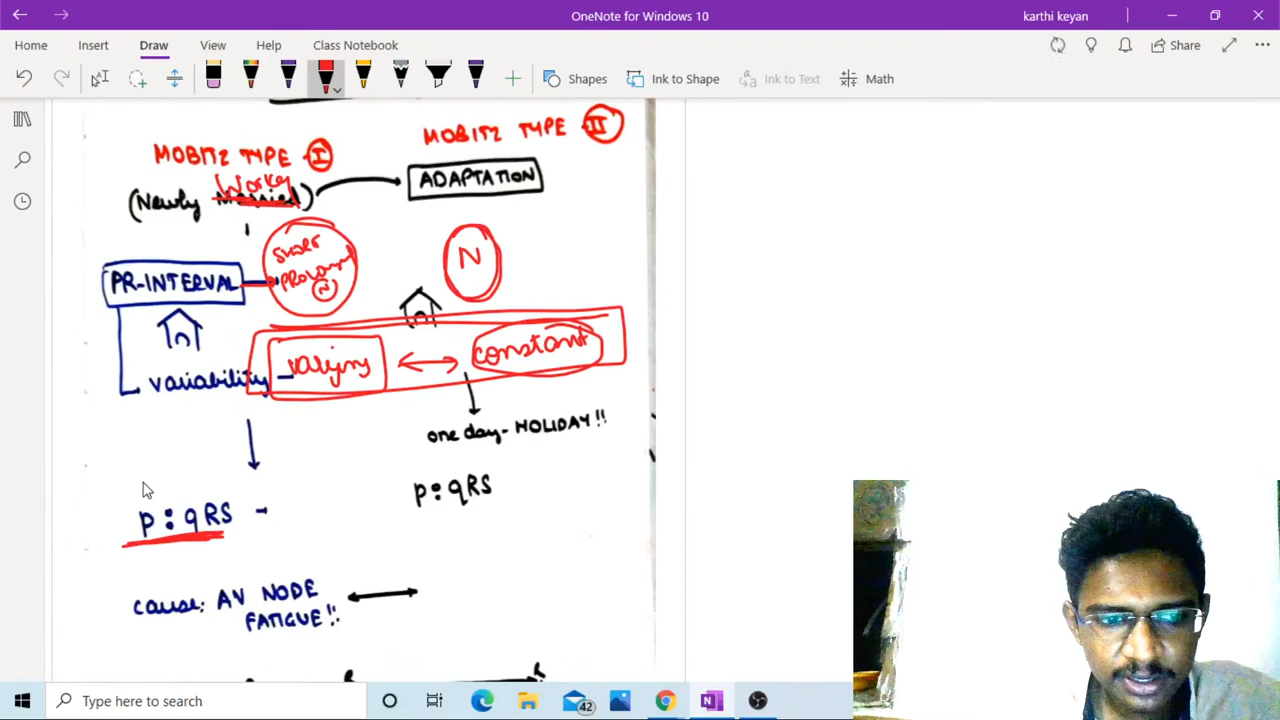 OneNote for Windows 10
karthi keyan
Home
Insert
Draw
View
Help
Class Notebook
Share
Shapes
Ink to Shape
Ink to Text
Math
MOBITZ TYPE I
MOBITZ TYPE II
Worker
(Newly Married)
ADAPTATION
PR-INTERVAL
N
N
varying
constant
variability
one day - HOLIDAY!!
p:qRS -
p:qRS
cause: AV NODE
FATIGUE!!
Type here to search
42